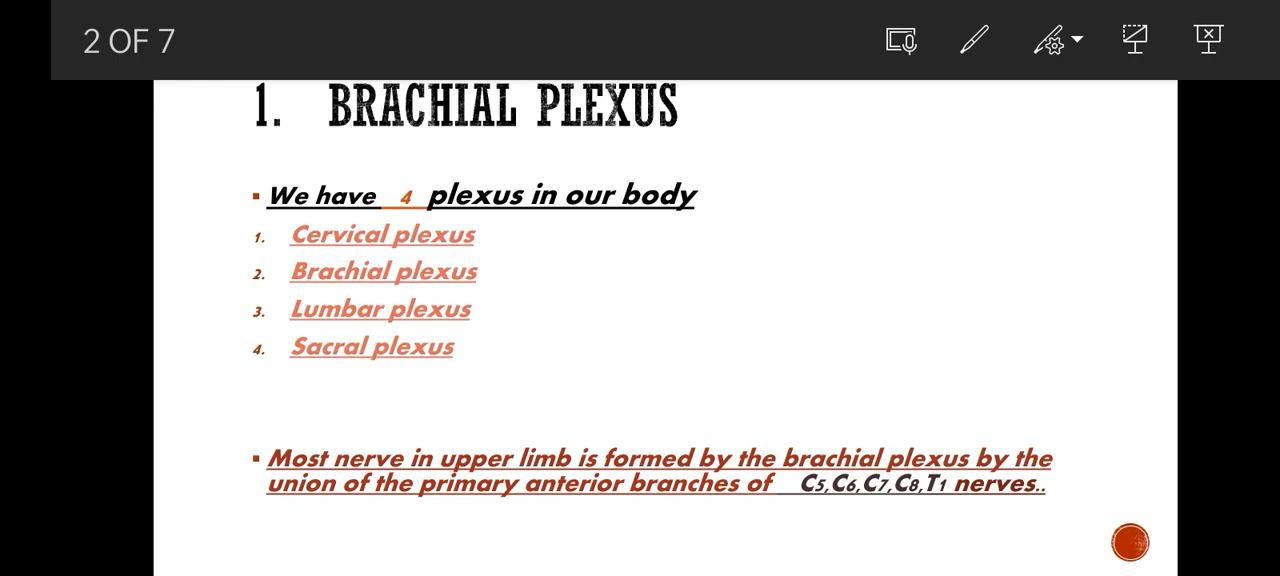 2 OF 7
1. BRACHIAL PLEXUS
▪ We have 4 plexus in our body
1. Cervical plexus
2. Brachial plexus
3. Lumbar plexus
4. Sacral plexus
▪ Most nerve in upper limb is formed by the brachial plexus by the
union of the primary anterior branches of C5,C6,C7,C8,T1 nerves..